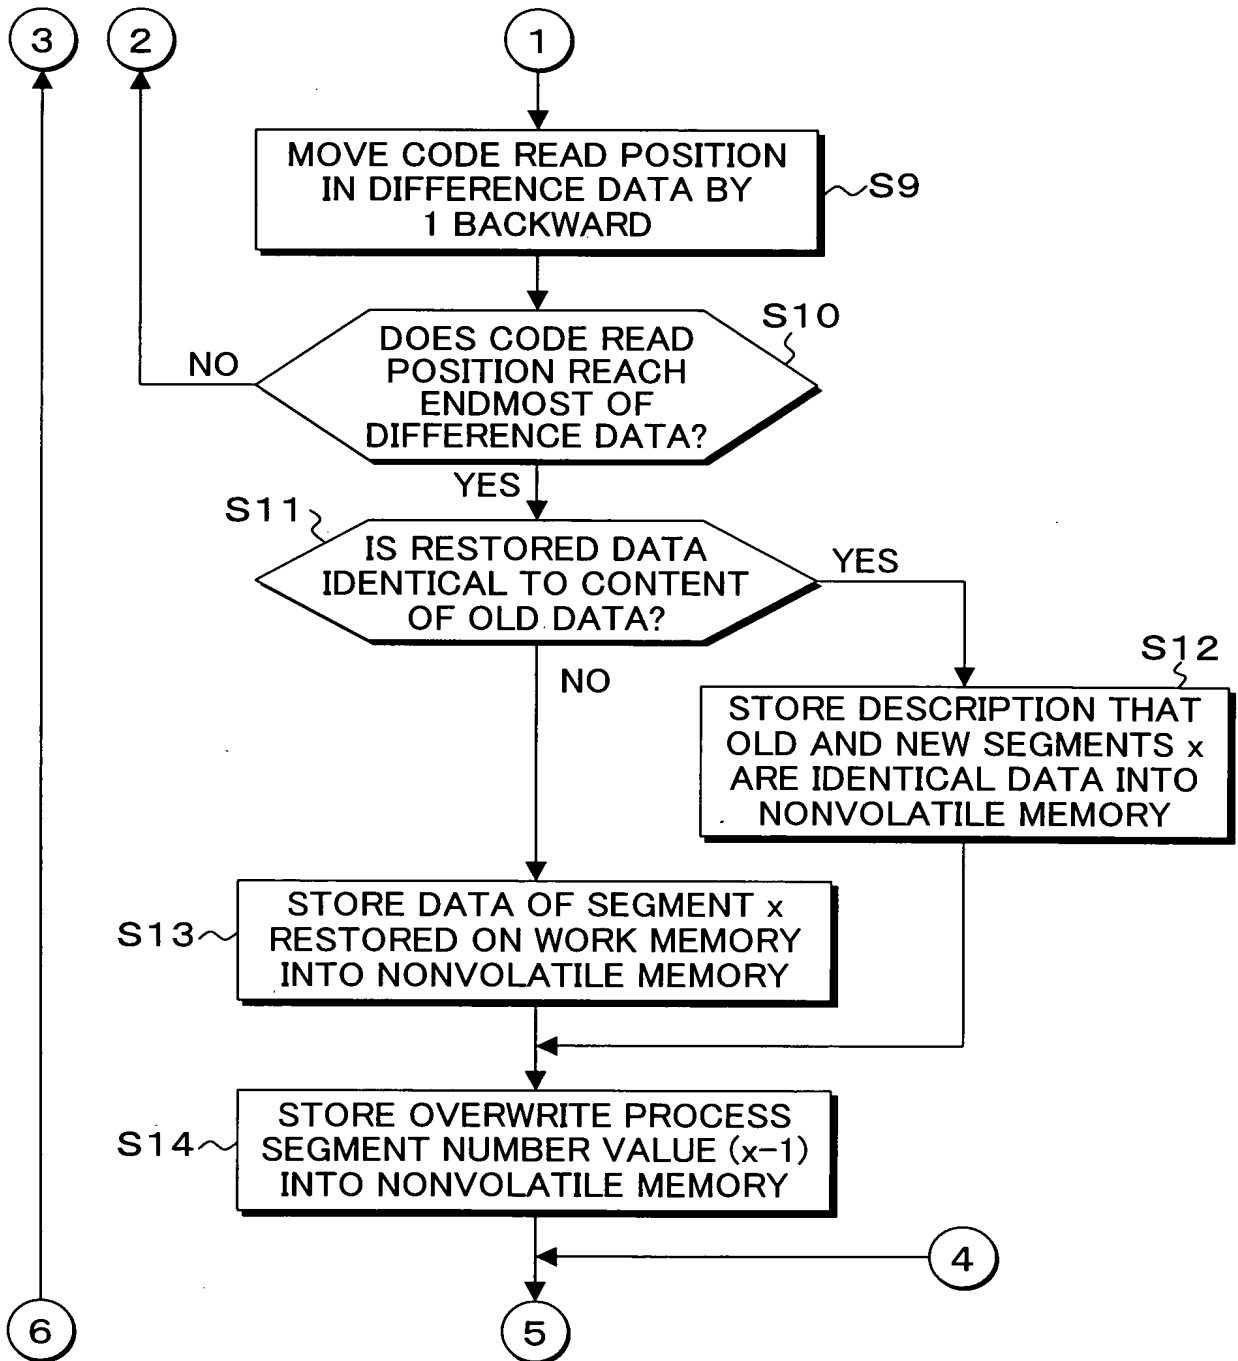 3
2
1
MOVE CODE READ POSITION
IN DIFFERENCE DATA BY
1 BACKWARD
S9
DOES CODE READ
POSITION REACH
ENDMOST OF
DIFFERENCE DATA?
S10
NO
YES
S11
IS RESTORED DATA
IDENTICAL TO CONTENT
OF OLD DATA?
YES
NO
S12
STORE DESCRIPTION THAT
OLD AND NEW SEGMENTS x
ARE IDENTICAL DATA INTO
NONVOLATILE MEMORY
S13
STORE DATA OF SEGMENT x
RESTORED ON WORK MEMORY
INTO NONVOLATILE MEMORY
S14
STORE OVERWRITE PROCESS
SEGMENT NUMBER VALUE (x-1)
INTO NONVOLATILE MEMORY
4
6
5